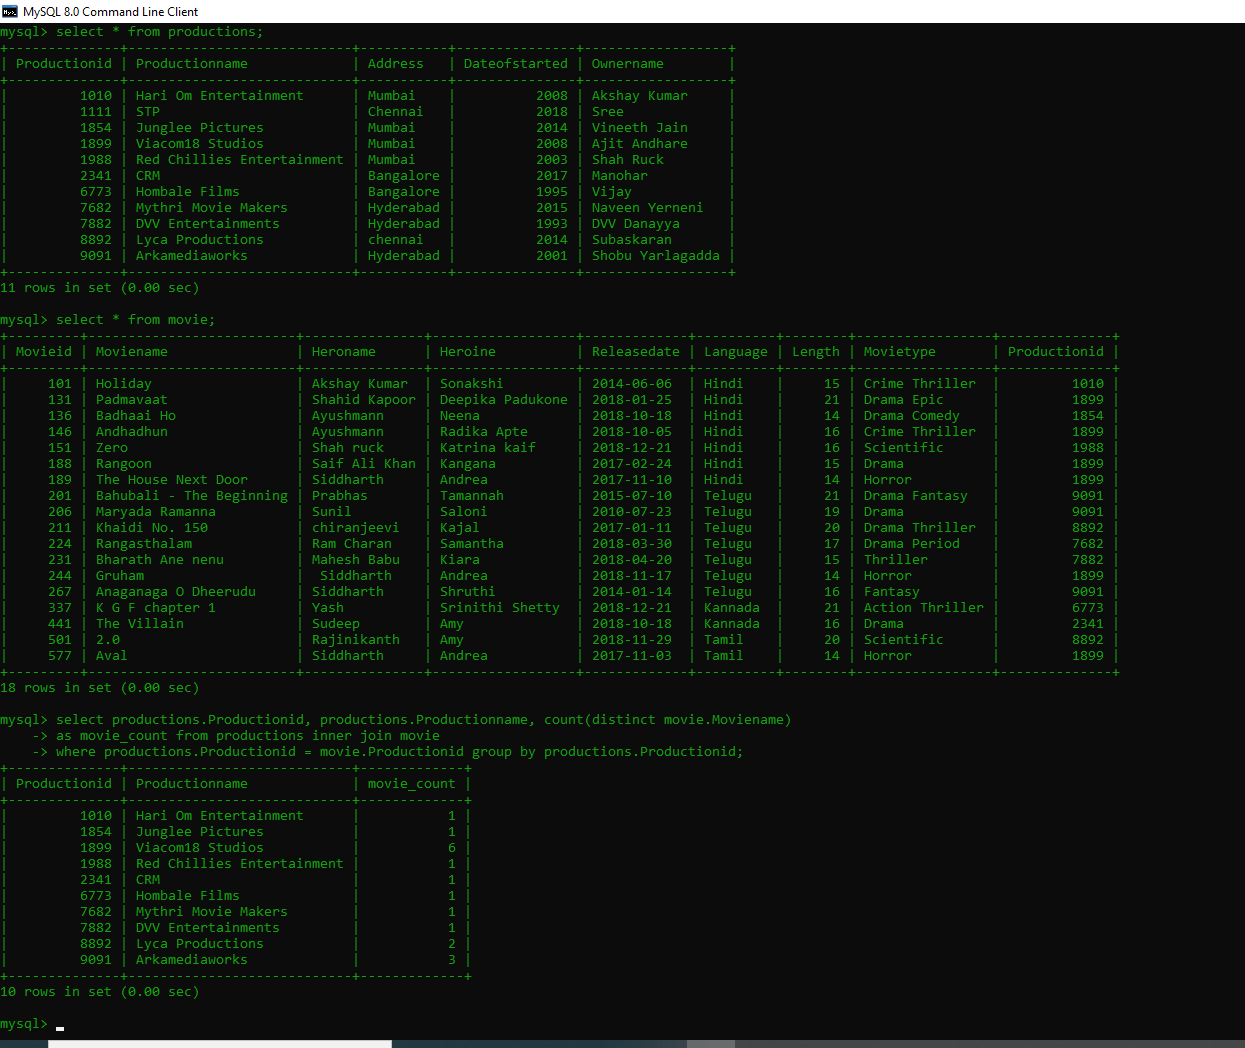 MySQL 8.0 Command Line Client
mysql> select * from productions;
+--------------+----------------------------+-----------+---------------+------------------+
| Productionid | Productionname             | Address   | Dateofstarted | Ownername        |
+--------------+----------------------------+-----------+---------------+------------------+
|         1010 | Hari Om Entertainment      | Mumbai    |          2008 | Akshay Kumar     |
|         1111 | STP                        | Chennai   |          2018 | Sree             |
|         1854 | Junglee Pictures           | Mumbai    |          2014 | Vineeth Jain     |
|         1899 | Viacom18 Studios           | Mumbai    |          2008 | Ajit Andhare     |
|         1988 | Red Chillies Entertainment | Mumbai    |          2003 | Shah Ruck        |
|         2341 | CRM                        | Bangalore |          2017 | Manohar          |
|         6773 | Hombale Films              | Bangalore |          1995 | Vijay            |
|         7682 | Mythri Movie Makers        | Hyderabad |          2015 | Naveen Yerneni   |
|         7882 | DVV Entertainments         | Hyderabad |          1993 | DVV Danayya      |
|         8892 | Lyca Productions           | chennai   |          2014 | Subaskaran       |
|         9091 | Arkamediaworks             | Hyderabad |          2001 | Shobu Yarlagadda |
+--------------+----------------------------+-----------+---------------+------------------+
11 rows in set (0.00 sec)
mysql> select * from movie;
+---------+--------------------------+---------------+------------------+-------------+----------+--------+-----------------+--------------+
| Movieid | Moviename                | Heroname      | Heroine          | Releasedate | Language | Length | Movietype       | Productionid |
+---------+--------------------------+---------------+------------------+-------------+----------+--------+-----------------+--------------+
|     101 | Holiday                  | Akshay Kumar  | Sonakshi         | 2014-06-06  | Hindi    |     15 | Crime Thriller  |         1010 |
|     131 | Padmavaat                | Shahid Kapoor | Deepika Padukone | 2018-01-25  | Hindi    |     21 | Drama Epic      |         1899 |
|     136 | Badhaai Ho               | Ayushmann     | Neena            | 2018-10-18  | Hindi    |     14 | Drama Comedy    |         1854 |
|     146 | Andhadhun                | Ayushmann     | Radika Apte      | 2018-10-05  | Hindi    |     16 | Crime Thriller  |         1899 |
|     151 | Zero                     | Shah ruck     | Katrina kaif     | 2018-12-21  | Hindi    |     16 | Scientific      |         1988 |
|     188 | Rangoon                  | Saif Ali Khan | Kangana          | 2017-02-24  | Hindi    |     15 | Drama           |         1899 |
|     189 | The House Next Door      | Siddharth     | Andrea           | 2017-11-10  | Hindi    |     14 | Horror          |         1899 |
|     201 | Bahubali - The Beginning | Prabhas       | Tamannah         | 2015-07-10  | Telugu   |     21 | Drama Fantasy   |         9091 |
|     206 | Maryada Ramanna          | Sunil         | Saloni           | 2010-07-23  | Telugu   |     19 | Drama           |         9091 |
|     211 | Khaidi No. 150           | chiranjeevi   | Kajal            | 2017-01-11  | Telugu   |     20 | Drama Thriller  |         8892 |
|     224 | Rangasthalam             | Ram Charan    | Samantha         | 2018-03-30  | Telugu   |     17 | Drama Period    |         7682 |
|     231 | Bharath Ane nenu         | Mahesh Babu   | Kiara            | 2018-04-20  | Telugu   |     15 | Thriller        |         7882 |
|     244 | Gruham                   |  Siddharth    | Andrea           | 2018-11-17  | Telugu   |     14 | Horror          |         1899 |
|     267 | Anaganaga O Dheerudu     | Siddharth     | Shruthi          | 2014-01-14  | Telugu   |     16 | Fantasy         |         9091 |
|     337 | K G F chapter 1          | Yash          | Srinithi Shetty  | 2018-12-21  | Kannada  |     21 | Action Thriller |         6773 |
|     441 | The Villain              | Sudeep        | Amy              | 2018-10-18  | Kannada  |     16 | Drama           |         2341 |
|     501 | 2.0                      | Rajinikanth   | Amy              | 2018-11-29  | Tamil    |     20 | Scientific      |         8892 |
|     577 | Aval                     | Siddharth     | Andrea           | 2017-11-03  | Tamil    |     14 | Horror          |         1899 |
+---------+--------------------------+---------------+------------------+-------------+----------+--------+-----------------+--------------+
18 rows in set (0.00 sec)
mysql> select productions.Productionid, productions.Productionname, count(distinct movie.Moviename)
    -> as movie_count from productions inner join movie
    -> where productions.Productionid = movie.Productionid group by productions.Productionid;
+--------------+----------------------------+-------------+
| Productionid | Productionname             | movie_count |
+--------------+----------------------------+-------------+
|         1010 | Hari Om Entertainment      |           1 |
|         1854 | Junglee Pictures           |           1 |
|         1899 | Viacom18 Studios           |           6 |
|         1988 | Red Chillies Entertainment |           1 |
|         2341 | CRM                        |           1 |
|         6773 | Hombale Films              |           1 |
|         7682 | Mythri Movie Makers        |           1 |
|         7882 | DVV Entertainments         |           1 |
|         8892 | Lyca Productions           |           2 |
|         9091 | Arkamediaworks             |           3 |
+--------------+----------------------------+-------------+
10 rows in set (0.00 sec)
mysql>